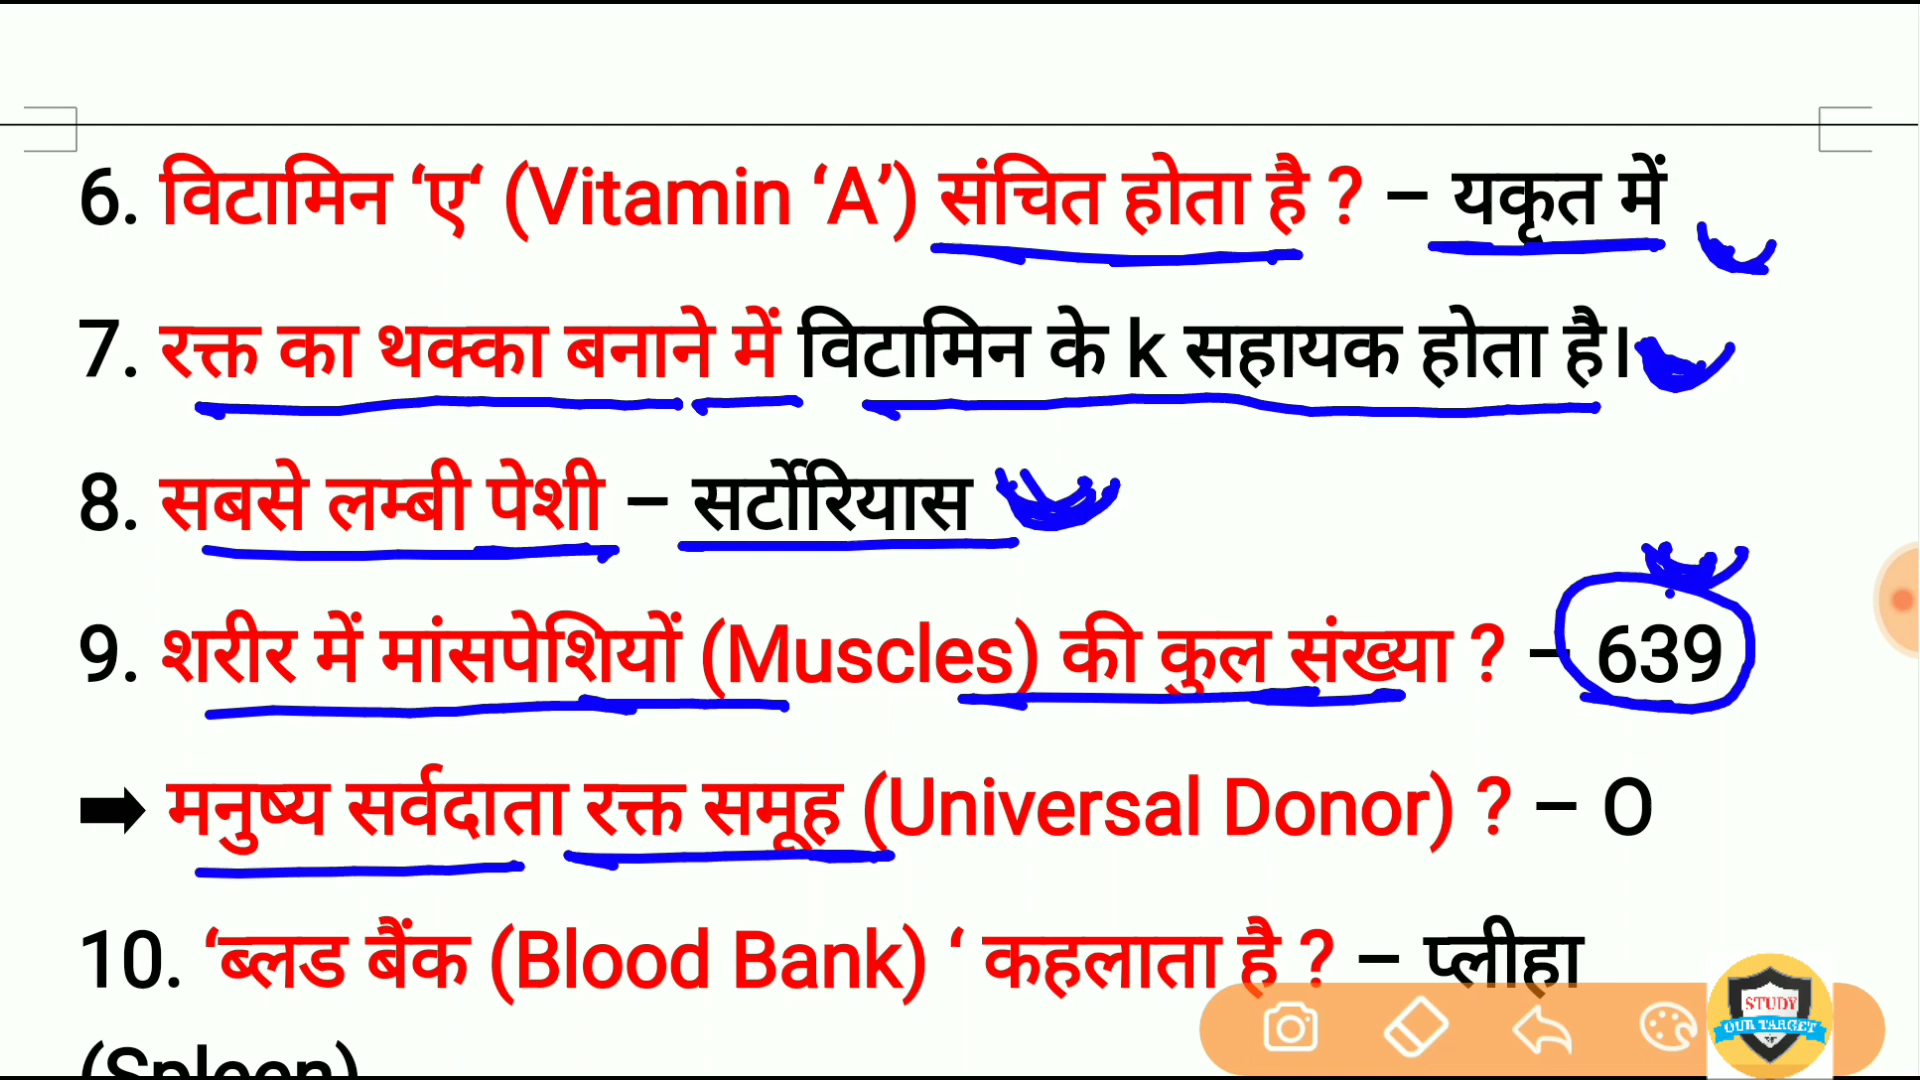 6. विटामिन ‘ए‘ (Vitamin ‘A’) संचित होता है ? – यकृत में
7. रक्त का थक्का बनाने में विटामिन के k सहायक होता है।
8. सबसे लम्बी पेशी – सर्टोरियास
9. शरीर में मांसपेशियों (Muscles) की कुल संख्या ? – 639
➡ मनुष्य सर्वदाता रक्त समूह (Universal Donor) ? – O
10. ‘ब्लड बैंक (Blood Bank) ‘ कहलाता है ? – प्लीहा
(Spleen)
STUDY
OUR TARGET